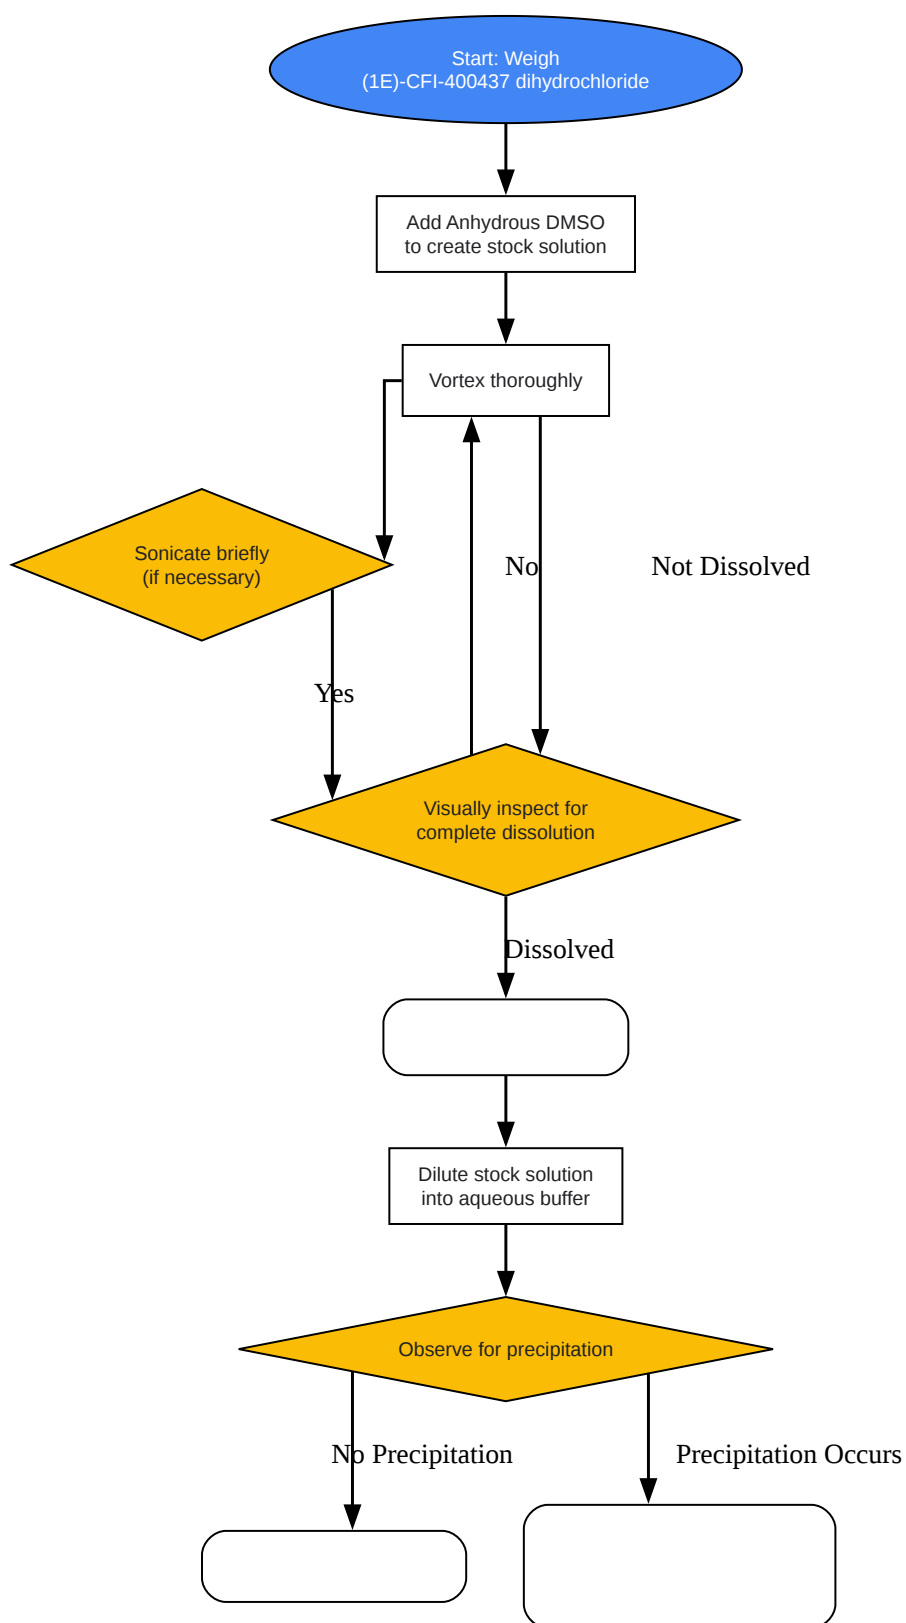 Start: Weigh
(1E)-CFI-400437 dihydrochloride
Add Anhydrous DMSO
to create stock solution
Vortex thoroughly
Sonicate briefly
(if necessary)
No
Not Dissolved
Yes
Visually inspect for
complete dissolution
Dissolved
Dilute stock solution
into aqueous buffer
Observe for precipitation
No Precipitation
Precipitation Occurs